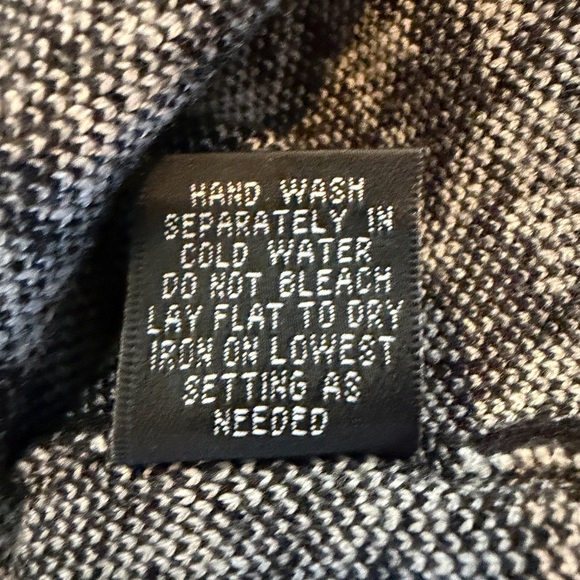 HAND WASH
SEPARATELY IN
COLD WATER
DO NOT BLEACH
LAY FLAT TO DRY
IRON ON LOWEST
SETTING AS
NEEDED